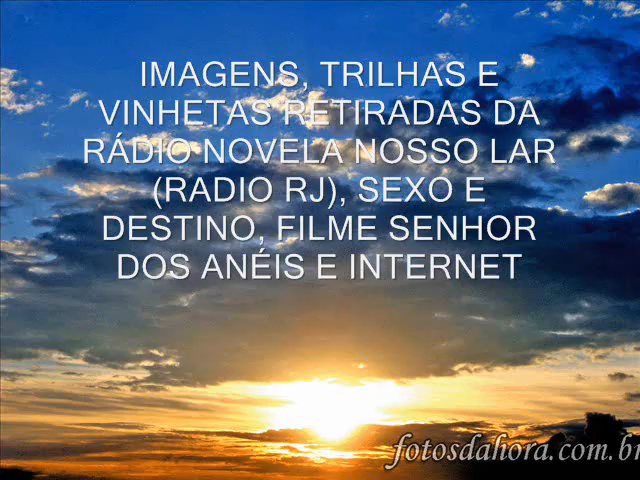 IMAGENS, TRILHAS E
VINHETAS RETIRADAS DA
RÁDIO NOVELA NOSSO LAR
(RADIO RJ), SEXO E
DESTINO, FILME SENHOR
DOS ANÉIS E INTERNET
fotosdahora.com.br